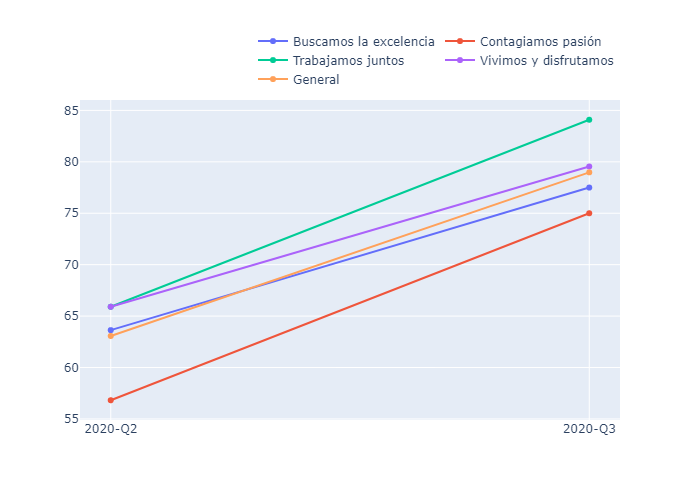 Buscamos la excelencia Contagiamos pasión
Trabajamos juntos Vivimos y disfrutamos
General
85
80
75
70
65
60
55
2020-Q2 2020-Q3